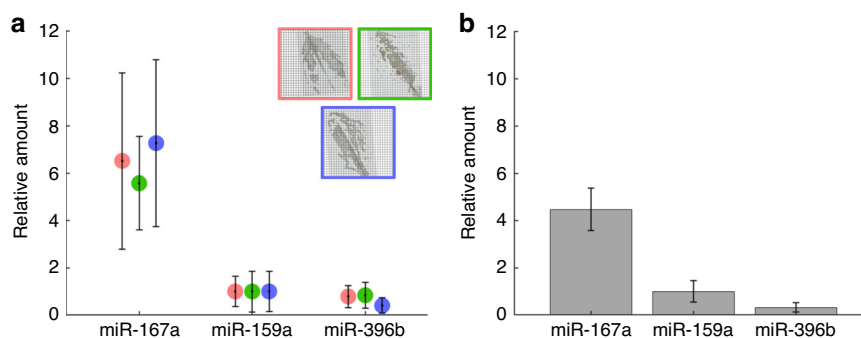 a
Relative amount
12
10
8
6
4
2
0
miR-167a
miR-159a
miR-396b
b
Relative amount
12
10
8
6
4
2
0
miR-167a
miR-159a
miR-396b